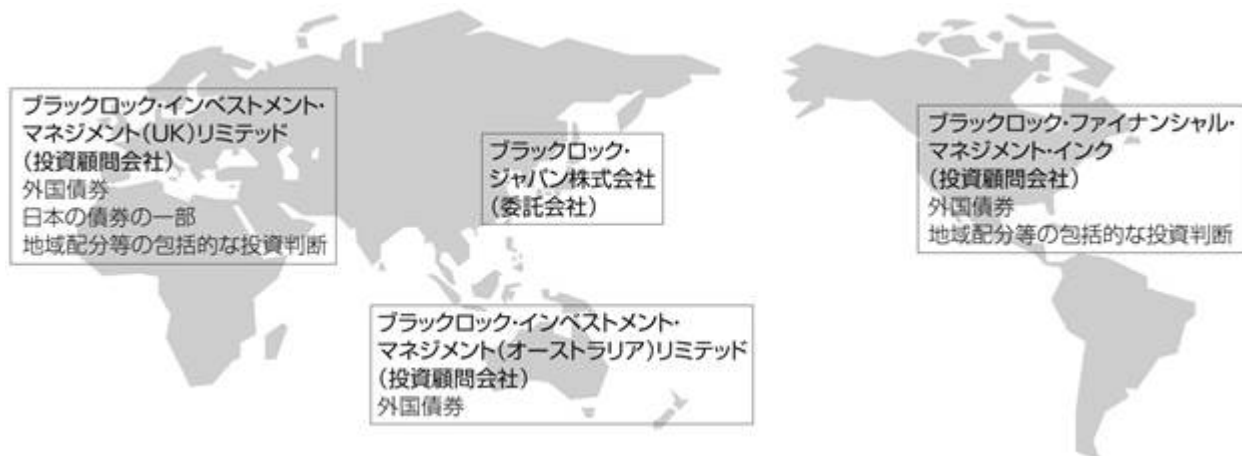 ブラックロック・インベストメント・
マネジメント(UK)リミテッド
(投資顧問会社)
外国債券
日本の債券の一部
地域配分等の包括的な投資判断
ブラックロック・
ジャパン株式会社
(委託会社)
ブラックロック・ファイナンシャル・
マネジメント・インク
(投資顧問会社)
外国債券
地域配分等の包括的な投資判断
ブラックロック・インベストメント・
マネジメント(オーストラリア)リミテッド
(投資顧問会社)
外国債券